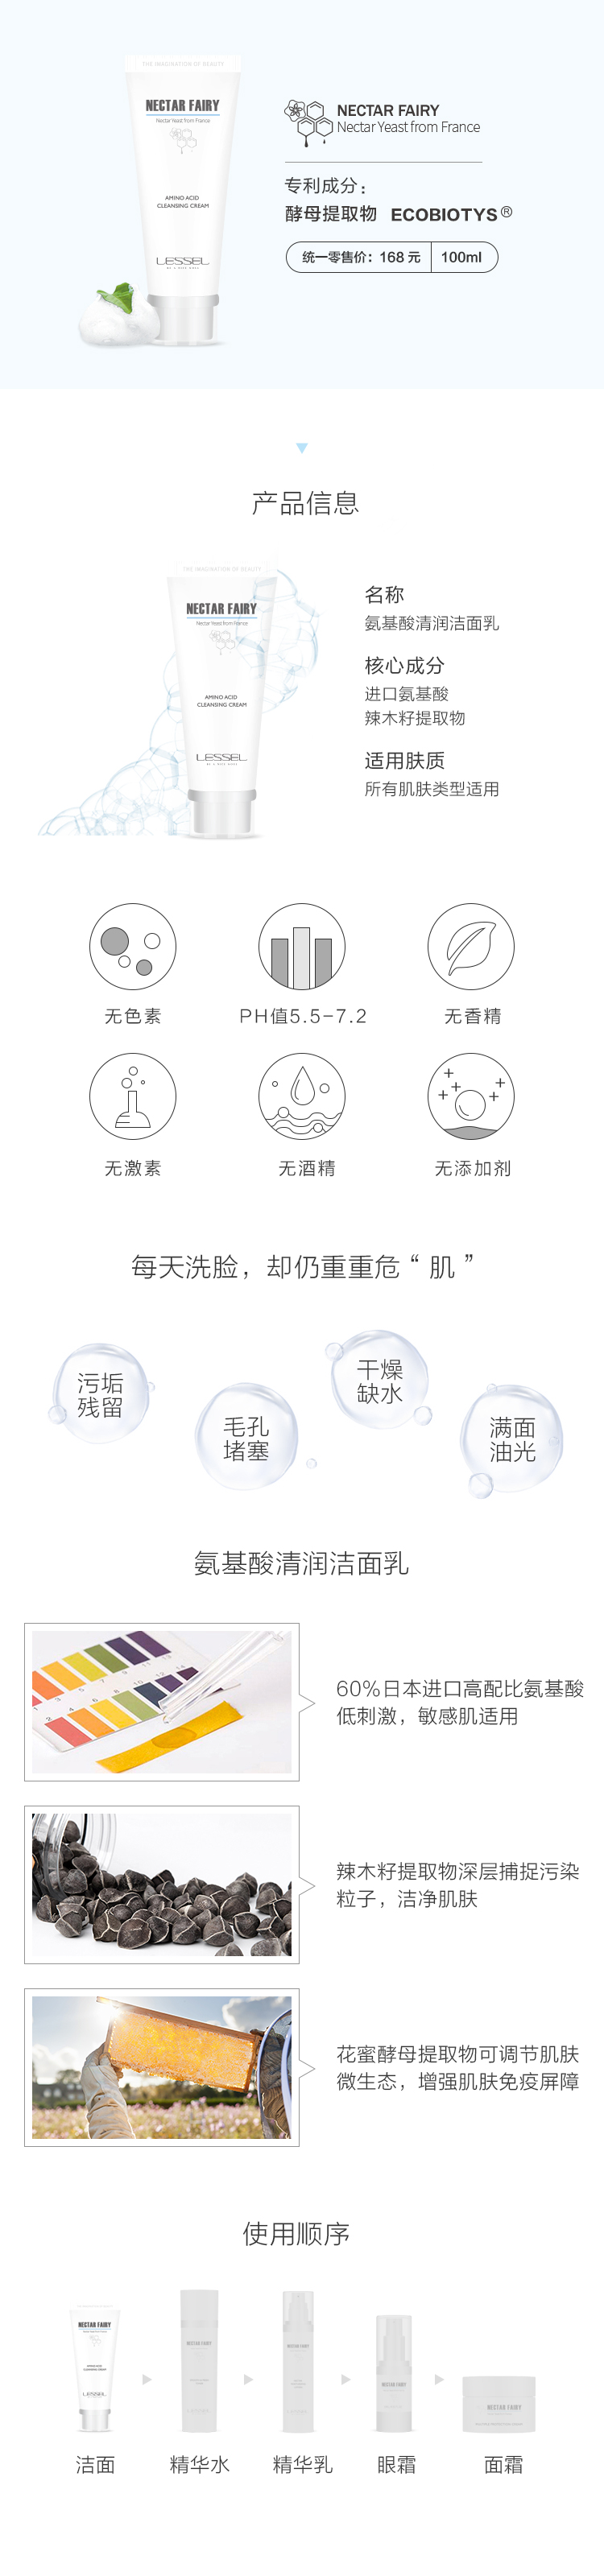 THE IMAGINATION OF BEAUTY
NECTAR FAIRY
Nectar Yeast from France
AMINO ACID
CLEANSING CREAM
LESSEL
NECTAR FAIRY
Nectar Yeast from France
专利成分：
酵母提取物 ECOBIOTYS®
统一零售价：168 元 100ml
产品信息
THE IMAGINATION OF BEAUTY
NECTAR FAIRY
Nectar Yeast from France
AMINO ACID
CLEANSING CREAM
LESSEL
名称
氨基酸清润洁面乳
核心成分
进口氨基酸
辣木籽提取物
适用肤质
所有肌肤类型适用
无色素
PH值5.5-7.2
无香精
无激素
无酒精
无添加剂
每天洗脸，却仍重重危“肌”
污垢
残留
毛孔
堵塞
干燥
缺水
满面
油光
氨基酸清润洁面乳
60%日本进口高配比氨基酸
低刺激，敏感肌适用
辣木籽提取物深层捕捉污染
粒子，洁净肌肤
花蜜酵母提取物可调节肌肤
微生态，增强肌肤免疫屏障
使用顺序
NECTAR FAIRY
AMINO ACID
CLEANSING CREAM
LESSEL
NECTAR FAIRY
NECTAR FAIRY
NECTAR FAIRY
NECTAR FAIRY
洁面
精华水
精华乳
眼霜
面霜